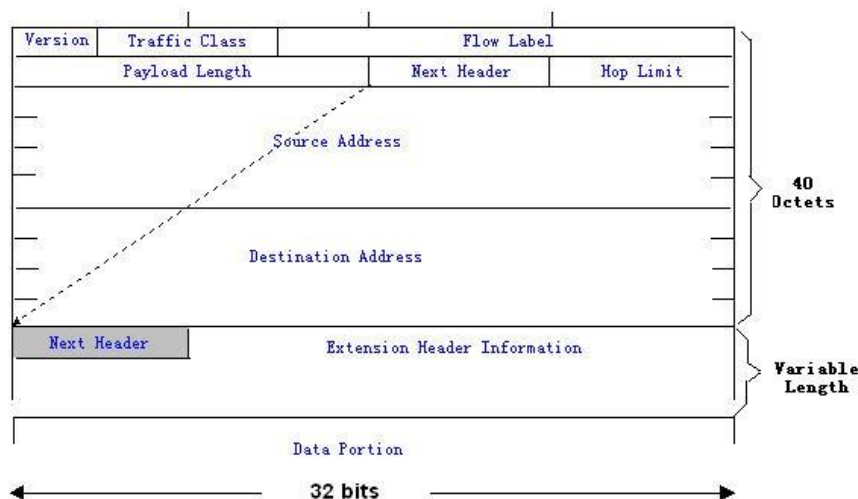 Version Traffic Class Flow Label
Payload Length Next Header Hop Limit
Source Address
40
Octets
Destination Address
Next Header Extension Header Information
Variable
Length
Data Portion
32 bits